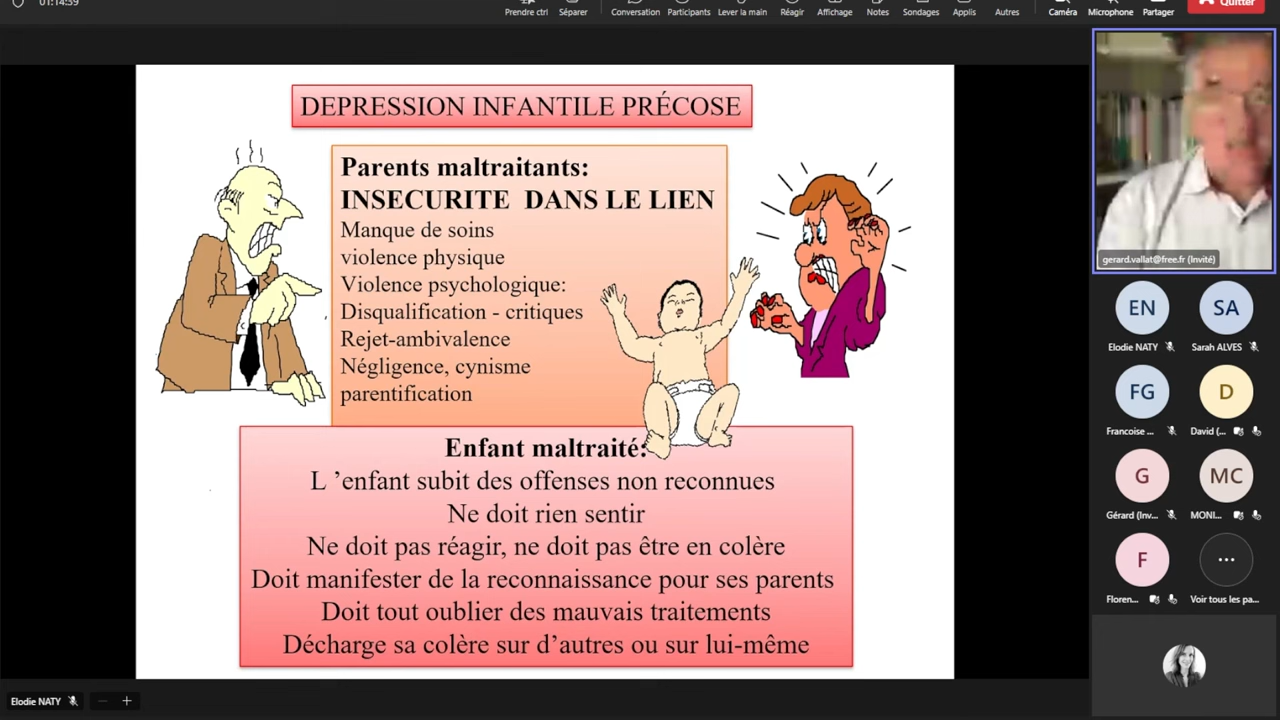 01:14:39
Prendre ctrl
Séparer
Conversation
Participants
Lever la main
Réagir
Affichage
Notes
Sondages
Applis
Autres
Caméra
Microphone
Partager
Quitter
DEPRESSION INFANTILE PRÉCOSE
Parents maltraitants:
INSECURITE DANS LE LIEN
Manque de soins
violence physique
Violence psychologique:
Disqualification - critiques
Rejet-ambivalence
Négligence, cynisme
parentification
Enfant maltraité:
L ’enfant subit des offenses non reconnues
Ne doit rien sentir
Ne doit pas réagir, ne doit pas être en colère
Doit manifester de la reconnaissance pour ses parents
Doit tout oublier des mauvais traitements
Décharge sa colère sur d’autres ou sur lui-même
gerard.vallat@free.fr (Invité)
EN
SA
Elodie NATY
Sarah ALVES
FG
D
Francoise ...
David (...
G
MC
Gérard (Inv...
MONI...
F
...
Floren...
Voir tous les pa...
Elodie NATY